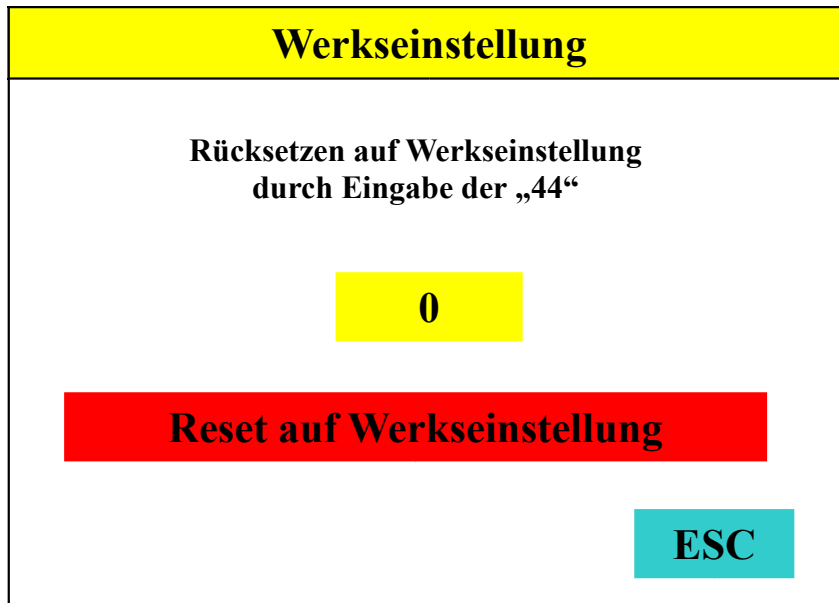 Werkseinstellung
Rücksetzen auf Werkseinstellung
durch Eingabe der „44“
0
Reset auf Werkseinstellung
ESC